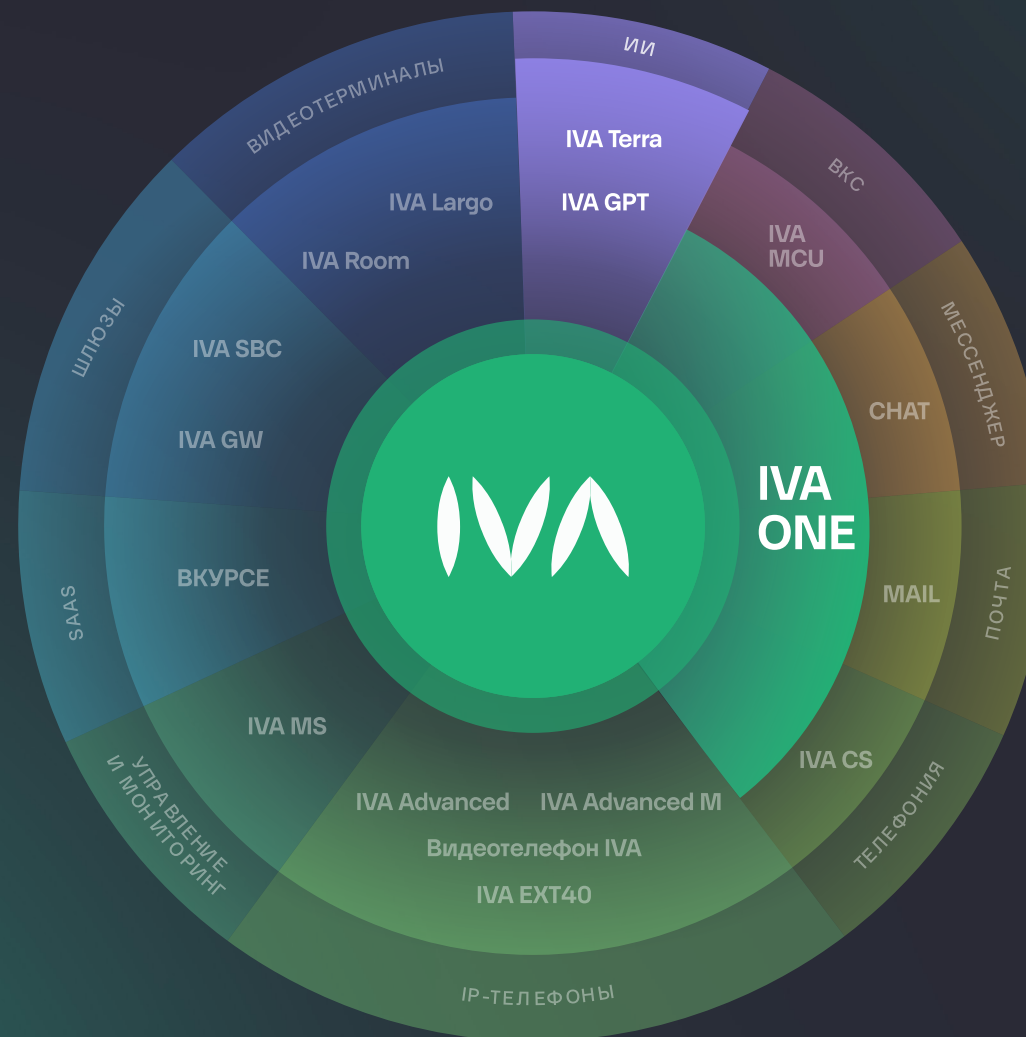 ИИ
IVA Terra
IVA GPT
ВКС
IVA
MCU
МЕССЕНДЖЕР
CHAT
IVA
ONE
ПОЧТА
MAIL
ТЕЛЕФОНИЯ
IVA CS
IVA Advanced
IVA Advanced M
Видеотелефон IVA
IVA EXT40
IP-ТЕЛЕФОНЫ
IVA MS
УПРАВЛЕНИЕ
И МОНИТОРИНГ
ВКУРСЕ
SAAS
IVA SBC
IVA GW
ШЛЮЗЫ
ВИДЕОТЕРМИНАЛЫ
IVA Largo
IVA Room
IVA